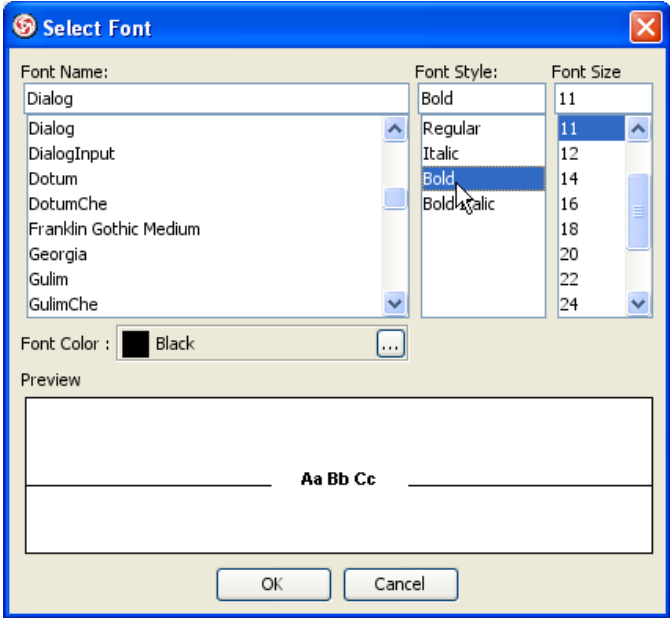 Select Font
Font Name:
Font Style:
Font Size
Dialog
Bold
11
Dialog
DialogInput
Dotum
DotumChe
Franklin Gothic Medium
Georgia
Gulim
GulimChe
Regular
Italic
Bold
Bold Italic
11
12
14
16
18
20
22
24
Font Color :
Black
...
Preview
Aa Bb Cc
OK
Cancel